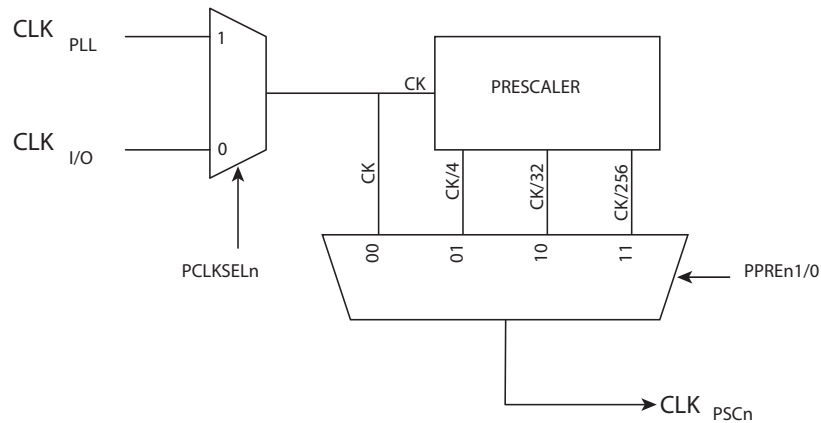 CLK PLL
1
CK
PRESCALER
CLK I/O
0
CK
CK/4
CK/32
CK/256
00
01
10
11
PCLKSELn
PPREn1/0
CLK PSCn